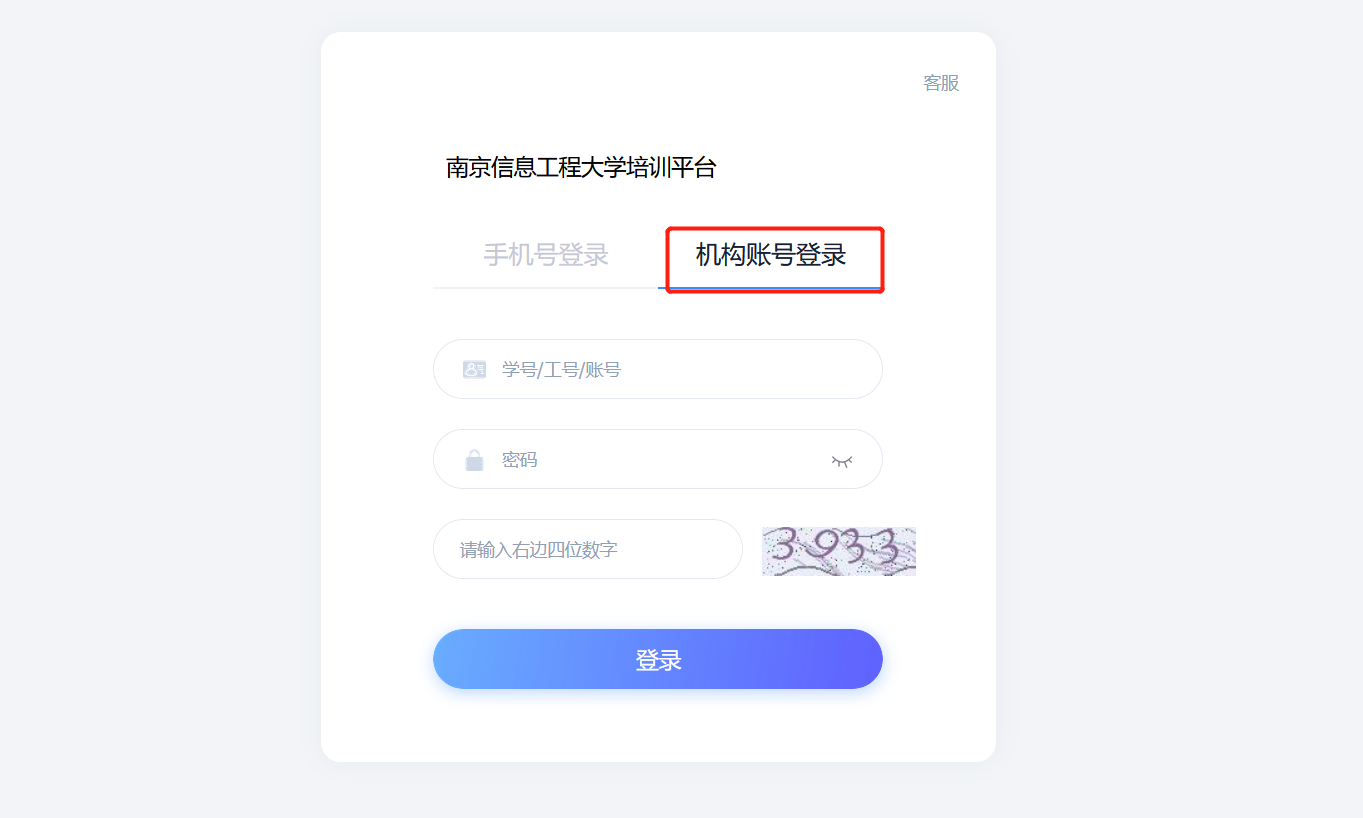 客服
南京信息工程大学培训平台
手机号登录
机构账号登录
学号/工号/账号
密码
请输入右边四位数字
3933
登录